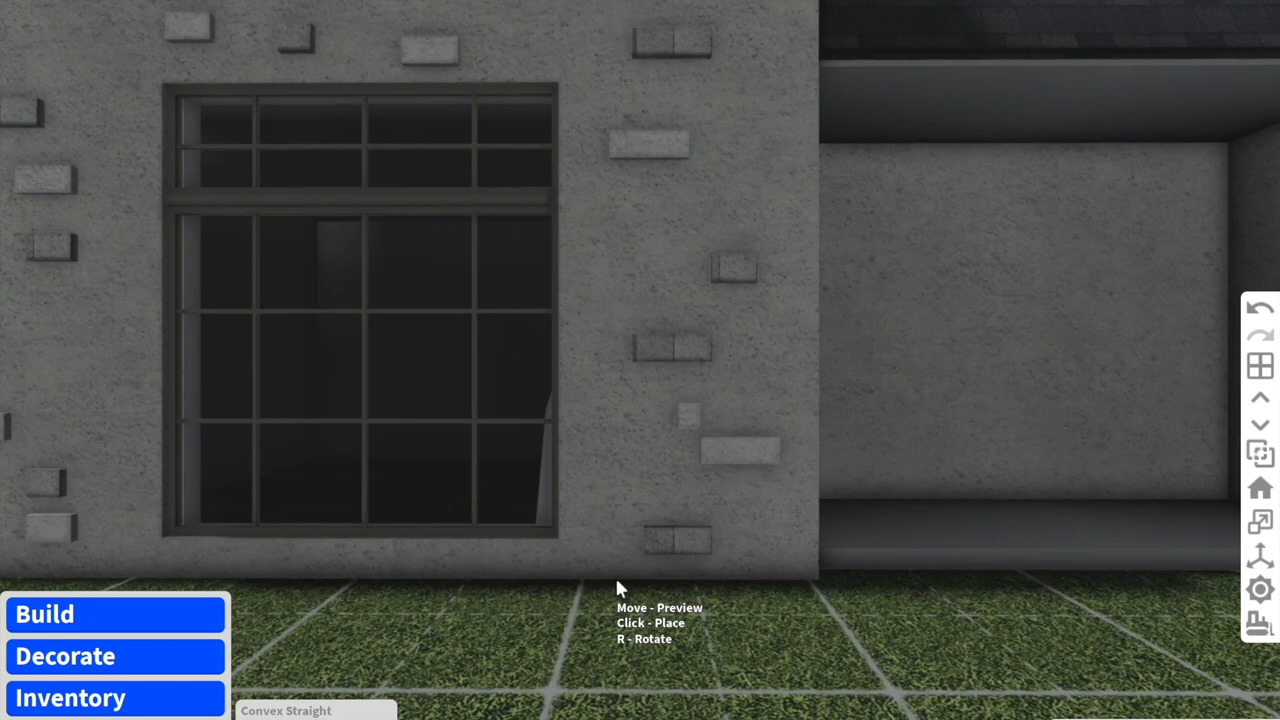 Move - Preview
Click - Place
R - Rotate
Build
Decorate
Inventory
Convex Straight